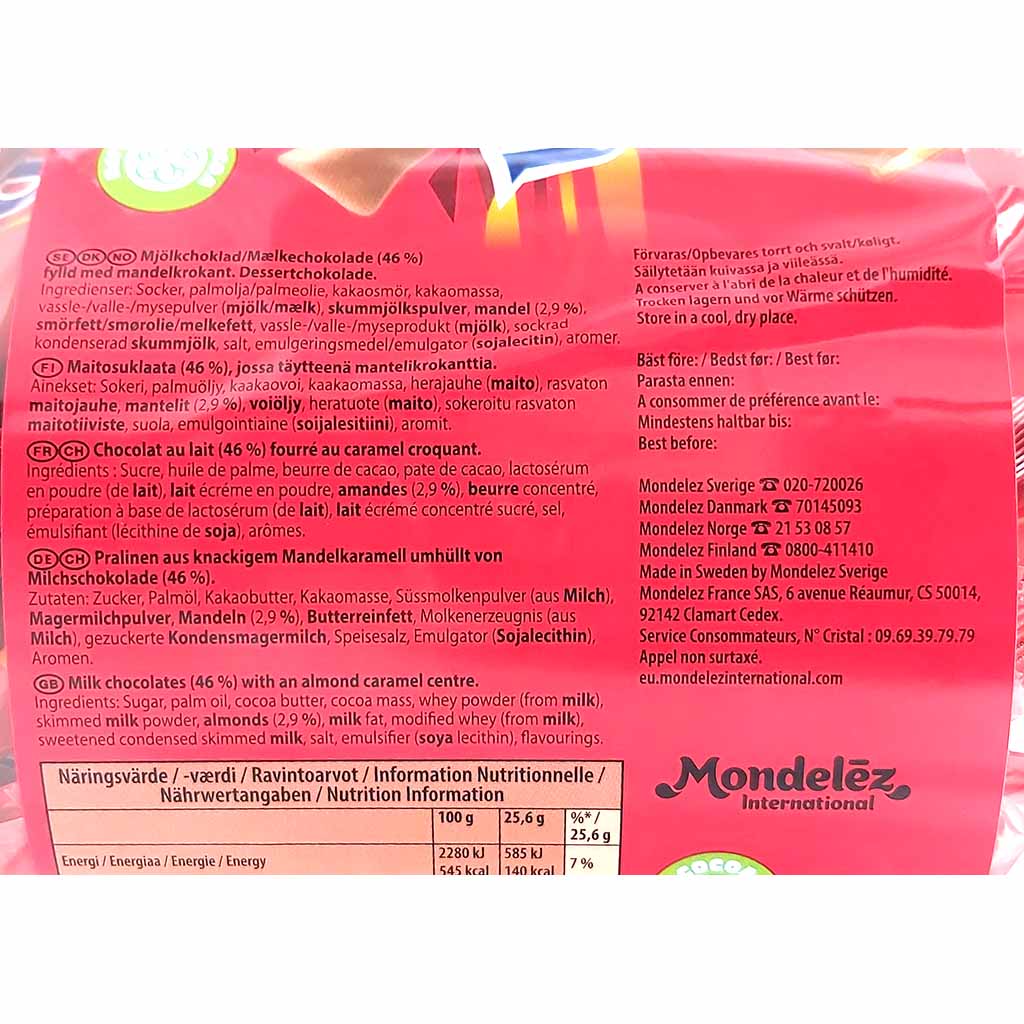 SE DK NO Mjölkchoklad/Mælkechokolade (46 %)
fylld med mandelkrokant. Dessertchokolade.
Ingredienser: Socker, palmolja/palmeolie, kakaosmör, kakaomassa,
vassle-/valle-/mysepulver (mjölk/mælk), skummjölkspulver, mandel (2,9 %),
smörfett/smørolie/melkefett, vassle-/valle-/myseprodukt (mjölk), sockrad
kondenserad skummjölk, salt, emulgeringsmedel/emulgator (sojalecitin), aromer.
FI Maitosuklaata (46 %), jossa täytteenä mantelikrokanttia.
Ainekset: Sokeri, palmuöljy, kaakaovoi, kaakaomassa, herajauhe (maito), rasvaton
maitojauhe, mantelit (2,9 %), voiöljy, heratuote (maito), sokeroitu rasvaton
maitotiiviste, suola, emulgointiaine (soijalesitiini), aromit.
FR CH Chocolat au lait (46 %) fourré au caramel croquant.
Ingrédients : Sucre, huile de palme, beurre de cacao, pate de cacao, lactosérum
en poudre (de lait), lait écréme en poudre, amandes (2,9 %), beurre concentré,
préparation à base de lactosérum (de lait), lait écrémé concentré sucré, sel,
émulsifiant (lécithine de soja), arômes.
DE CH Pralinen aus knackigem Mandelkaramell umhüllt von
Milchschokolade (46 %).
Zutaten: Zucker, Palmöl, Kakaobutter, Kakaomasse, Süssmolkenpulver (aus Milch),
Magermilchpulver, Mandeln (2,9 %), Butterreinfett, Molkenerzeugnis (aus
Milch), gezuckerte Kondensmagermilch, Speisesalz, Emulgator (Sojalecithin),
Aromen.
GB Milk chocolates (46 %) with an almond caramel centre.
Ingredients: Sugar, palm oil, cocoa butter, cocoa mass, whey powder (from milk),
skimmed milk powder, almonds (2,9 %), milk fat, modified whey (from milk),
sweetened condensed skimmed milk, salt, emulsifier (soya lecithin), flavourings.
Näringsvärde / -værdi / Ravintoarvot / Information Nutritionnelle /
Nährwertangaben / Nutrition Information
100 g 25,6 g %* /
25,6 g
Energi / Energiaa / Energie / Energy 2280 kJ 585 kJ 7 %
545 kcal 140 kcal
Förvaras/Opbevares torrt och svalt/køligt.
Säilytetään kuivassa ja viileässä.
A conserver à l'abri de la chaleur et de l'humidité.
Trocken lagern und vor Wärme schützen.
Store in a cool, dry place.
Bäst före: / Bedst før: / Best før:
Parasta ennen:
A consommer de préférence avant le:
Mindestens haltbar bis:
Best before:
Mondelez Sverige ☎ 020-720026
Mondelez Danmark ☎ 70145093
Mondelez Norge ☎ 21 53 08 57
Mondelez Finland ☎ 0800-411410
Made in Sweden by Mondelez Sverige
Mondelez France SAS, 6 avenue Réaumur, CS 50014,
92142 Clamart Cedex.
Service Consommateurs, N° Cristal : 09.69.39.79.79
Appel non surtaxé.
eu.mondelezinternational.com
Mondelēz
International
COCOA